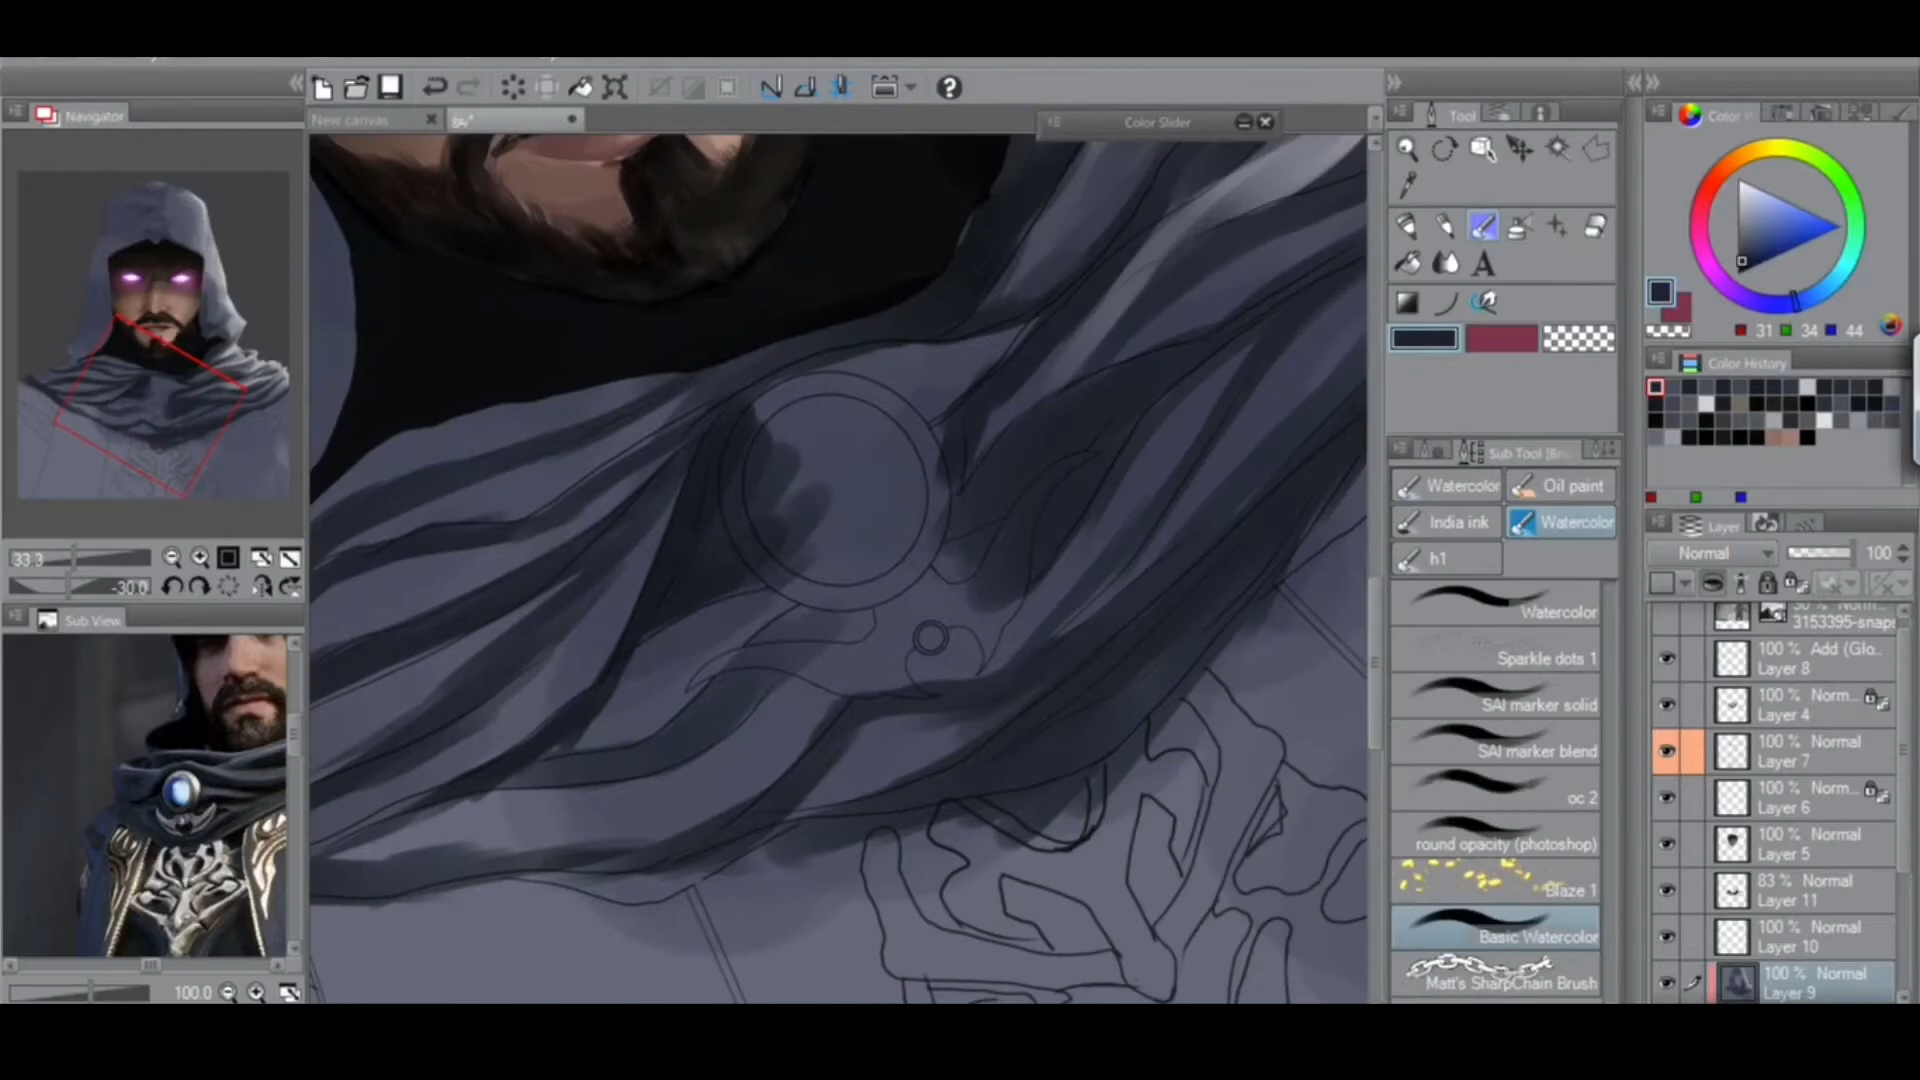 Navigator
New canvas
Color Slider
Tool
33.3
-30.0
Sub View
100.0
31 34 44
Color History
Sub Tool
Watercolor
Oil paint
India ink
Watercolor
h1
Watercolor
Sparkle dots 1
SAI marker solid
SAI marker blend
oc 2
round opacity (photoshop)
Blaze 1
Basic Watercolor
Matt's SharpChain Brush
Layer
Normal 100
3153395-snaps
100 % Add (Glo..
Layer 8
100 % Norm...
Layer 4
100 % Normal
Layer 7
100 % Norm...
Layer 6
100 % Normal
Layer 5
83 % Normal
Layer 11
100 % Normal
Layer 10
100 % Normal
Layer 9
A
?